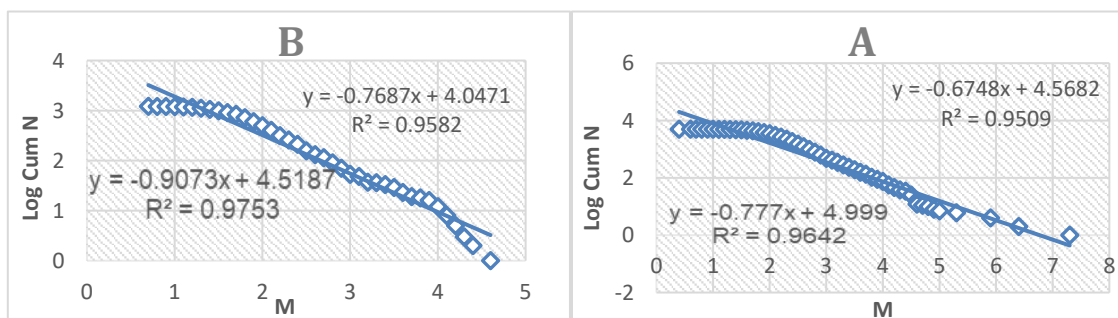 B
4
3
2
1
0
0
1
2
3
4
5
Log Cum N
M
y = -0.7687x + 4.0471
R² = 0.9582
y = -0.9073x + 4.5187
R² = 0.9753
A
6
4
2
0
-2
0
1
2
3
4
5
6
7
8
Log Cum N
M
y = -0.6748x + 4.5682
R² = 0.9509
y = -0.777x + 4.999
R² = 0.9642